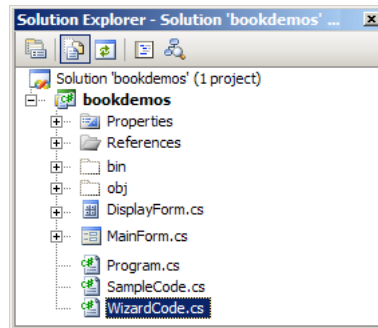 Solution Explorer - Solution 'bookdemos' ...
Solution 'bookdemos' (1 project)
bookdemos
Properties
References
bin
obj
DisplayForm.cs
MainForm.cs
Program.cs
SampleCode.cs
WizardCode.cs